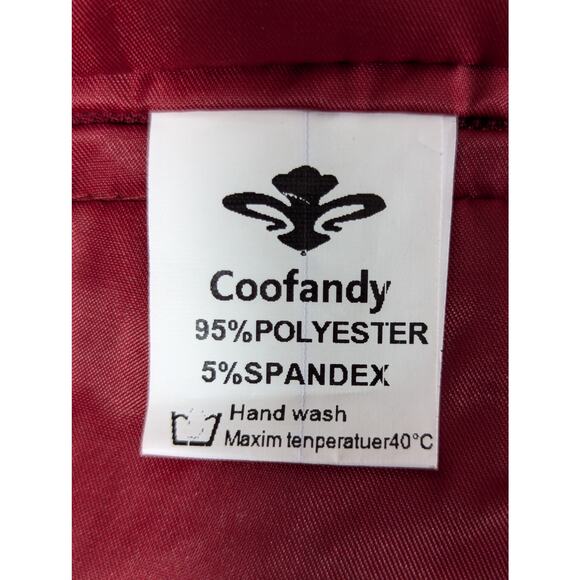 Coofandy
95%POLYESTER
5%SPANDEX
Hand wash
Maxim tenperatuer40°C